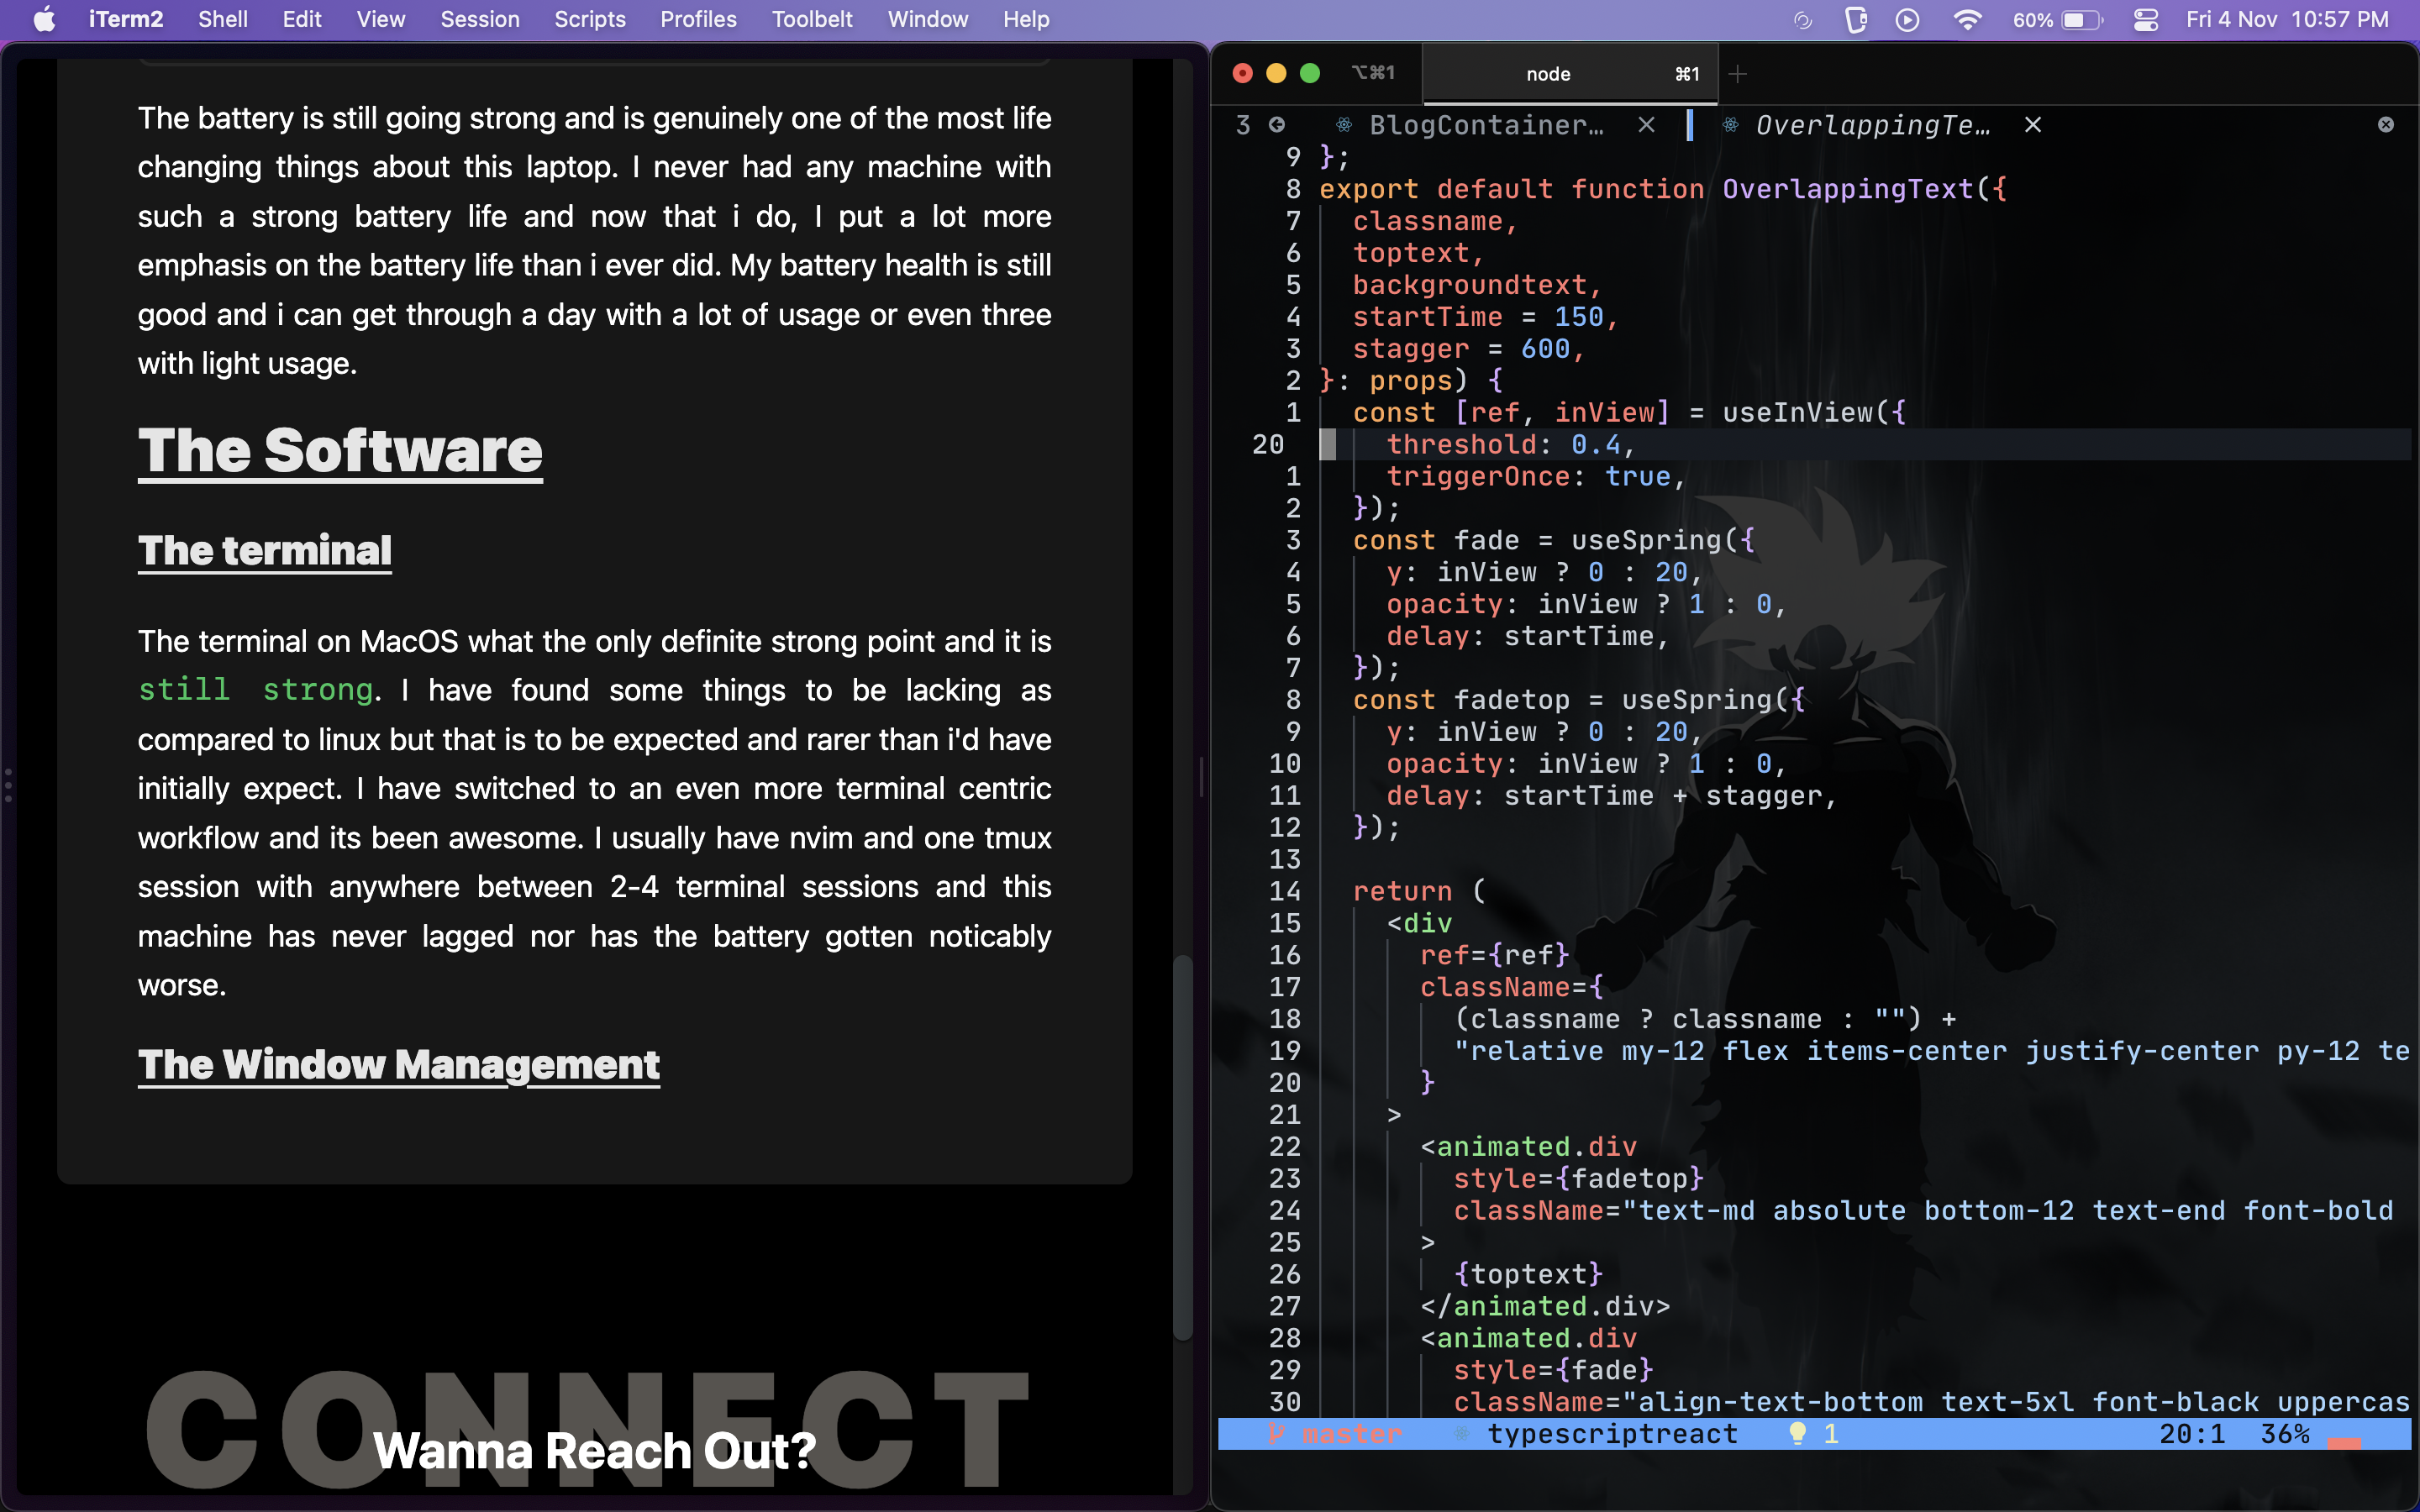 iTerm2 Shell Edit View Session Scripts Profiles Toolbelt Window Help 60% Fri 4 Nov 10:57 PM
The battery is still going strong and is genuinely one of the most life
changing things about this laptop. I never had any machine with
such a strong battery life and now that i do, I put a lot more
emphasis on the battery life than i ever did. My battery health is still
good and i can get through a day with a lot of usage or even three
with light usage.
The Software
The terminal
The terminal on MacOS what the only definite strong point and it is
still strong. I have found some things to be lacking as
compared to linux but that is to be expected and rarer than i'd have
initially expect. I have switched to an even more terminal centric
workflow and its been awesome. I usually have nvim and one tmux
session with anywhere between 2-4 terminal sessions and this
machine has never lagged nor has the battery gotten noticably
worse.
The Window Management
CONNECT
Wanna Reach Out?
⌥⌘1 node ⌘1
3 BlogContainer… OverlappingTe…
9 };
8 export default function OverlappingText({
7 classname,
6 toptext,
5 backgroundtext,
4 startTime = 150,
3 stagger = 600,
2 }: props) {
1 const [ref, inView] = useInView({
20 threshold: 0.4,
1 triggerOnce: true,
2 });
3 const fade = useSpring({
4 y: inView ? 0 : 20,
5 opacity: inView ? 1 : 0,
6 delay: startTime,
7 });
8 const fadetop = useSpring({
9 y: inView ? 0 : 20,
10 opacity: inView ? 1 : 0,
11 delay: startTime + stagger,
12 });
13
14 return (
15 <div
16 ref={ref}
17 className={
18 (classname ? classname : "") +
19 "relative my-12 flex items-center justify-center py-12 te
20 }
21 >
22 <animated.div
23 style={fadetop}
24 className="text-md absolute bottom-12 text-end font-bold
25 >
26 {toptext}
27 </animated.div>
28 <animated.div
29 style={fade}
30 className="align-text-bottom text-5xl font-black uppercas
master typescriptreact 1 20:1 36%